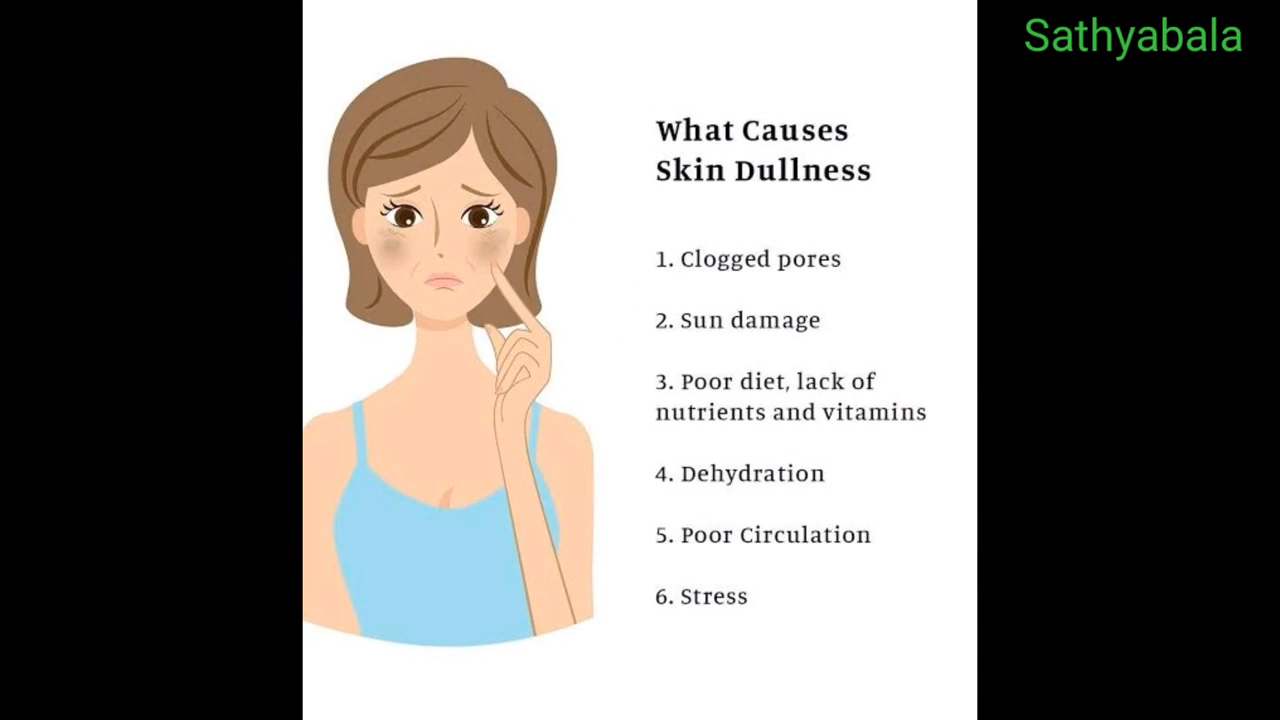 Sathyabala
What Causes
Skin Dullness
1. Clogged pores
2. Sun damage
3. Poor diet, lack of
nutrients and vitamins
4. Dehydration
5. Poor Circulation
6. Stress